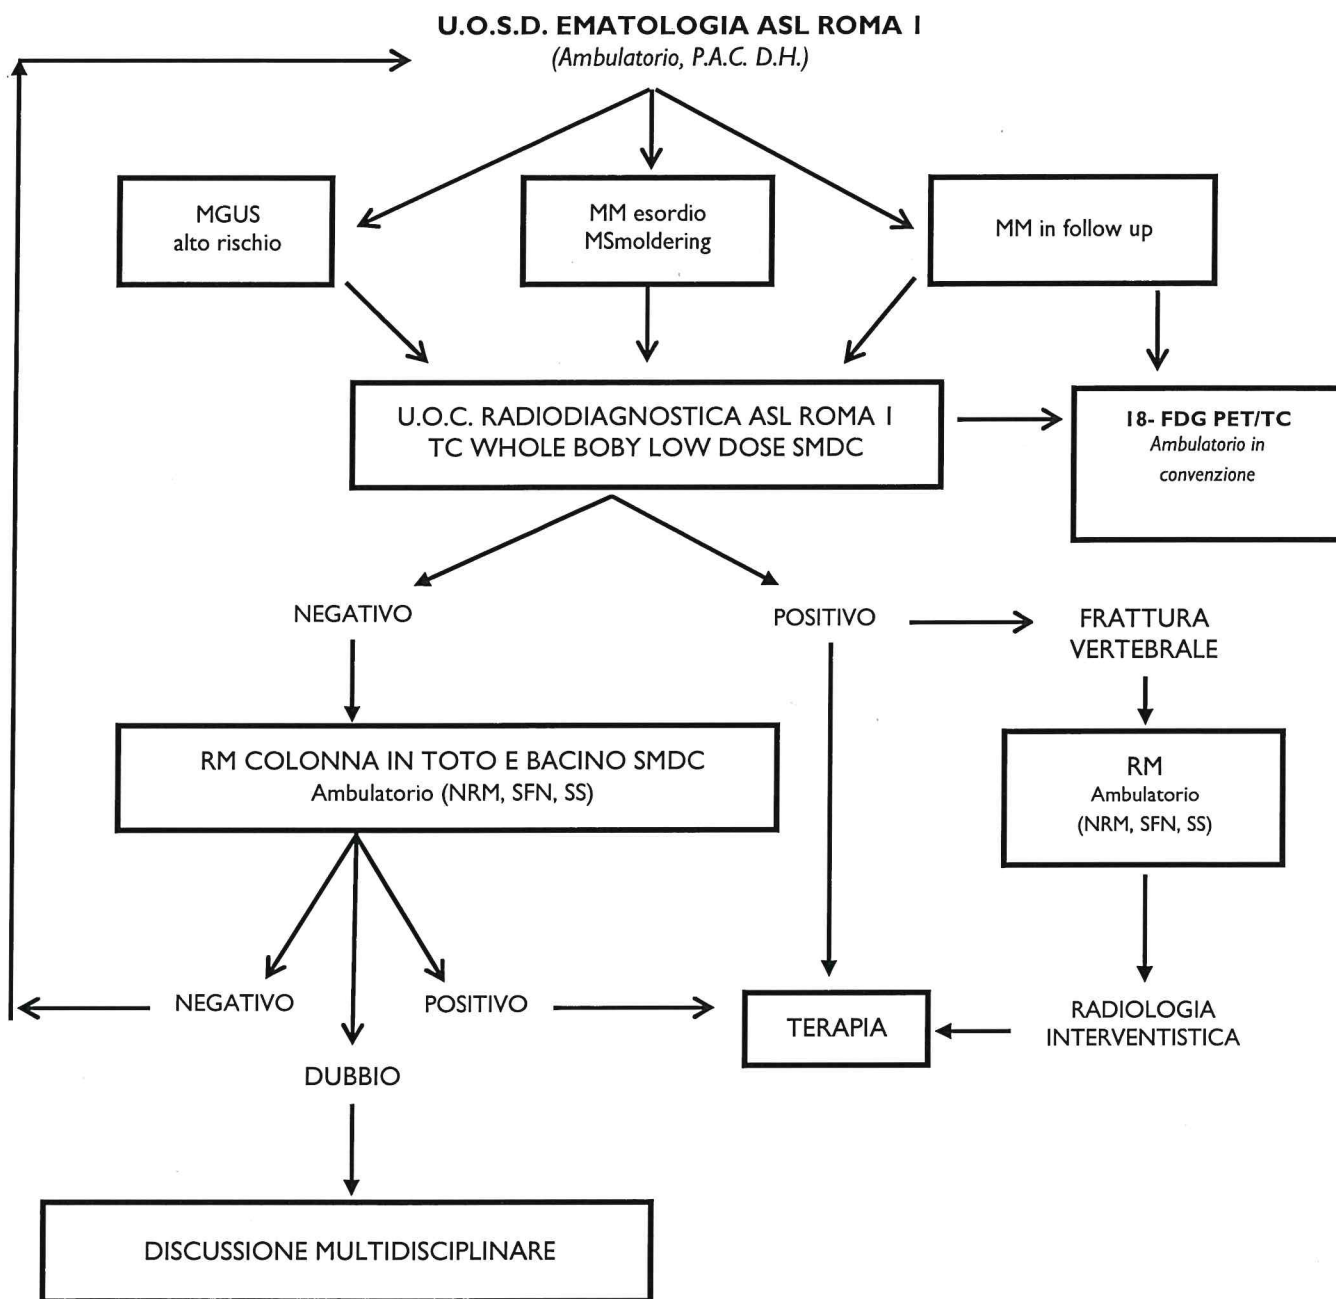 U.O.S.D. EMATOLOGIA ASL ROMA 1
(Ambulatorio, P.A.C. D.H.)
MGUS
alto rischio
MM esordio
MSmoldering
MM in follow up
U.O.C. RADIODIAGNOSTICA ASL ROMA 1
TC WHOLE BOBY LOW DOSE SMDC
18- FDG PET/TC
Ambulatorio in
convenzione
NEGATIVO
POSITIVO
FRATTURA
VERTEBRALE
RM COLONNA IN TOTO E BACINO SMDC
Ambulatorio (NRM, SFN, SS)
RM
Ambulatorio
(NRM, SFN, SS)
NEGATIVO
POSITIVO
TERAPIA
RADIOLOGIA
INTERVENTISTICA
DUBBIO
DISCUSSIONE MULTIDISCIPLINARE